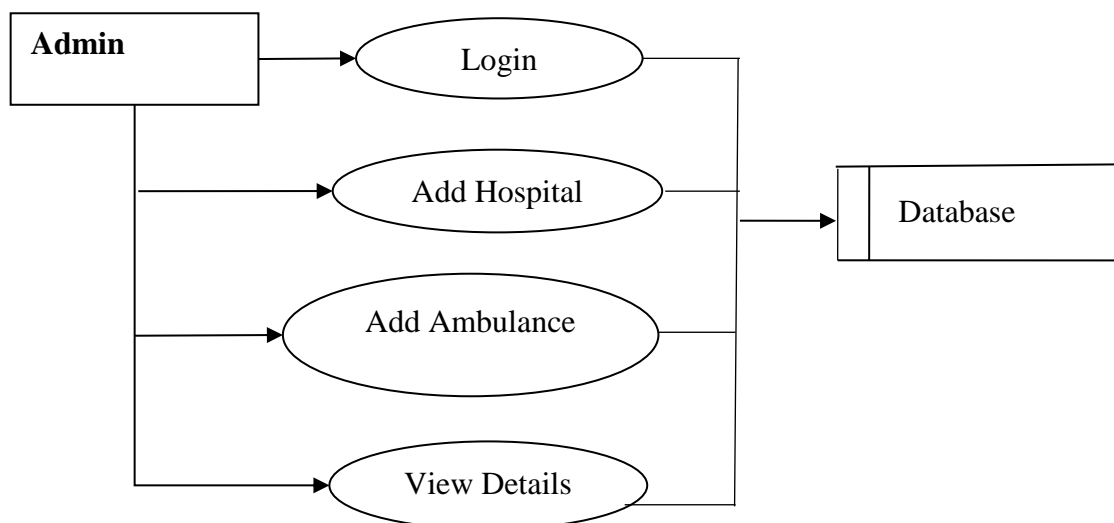 Admin
Login
Add Hospital
Database
Add Ambulance
View Details